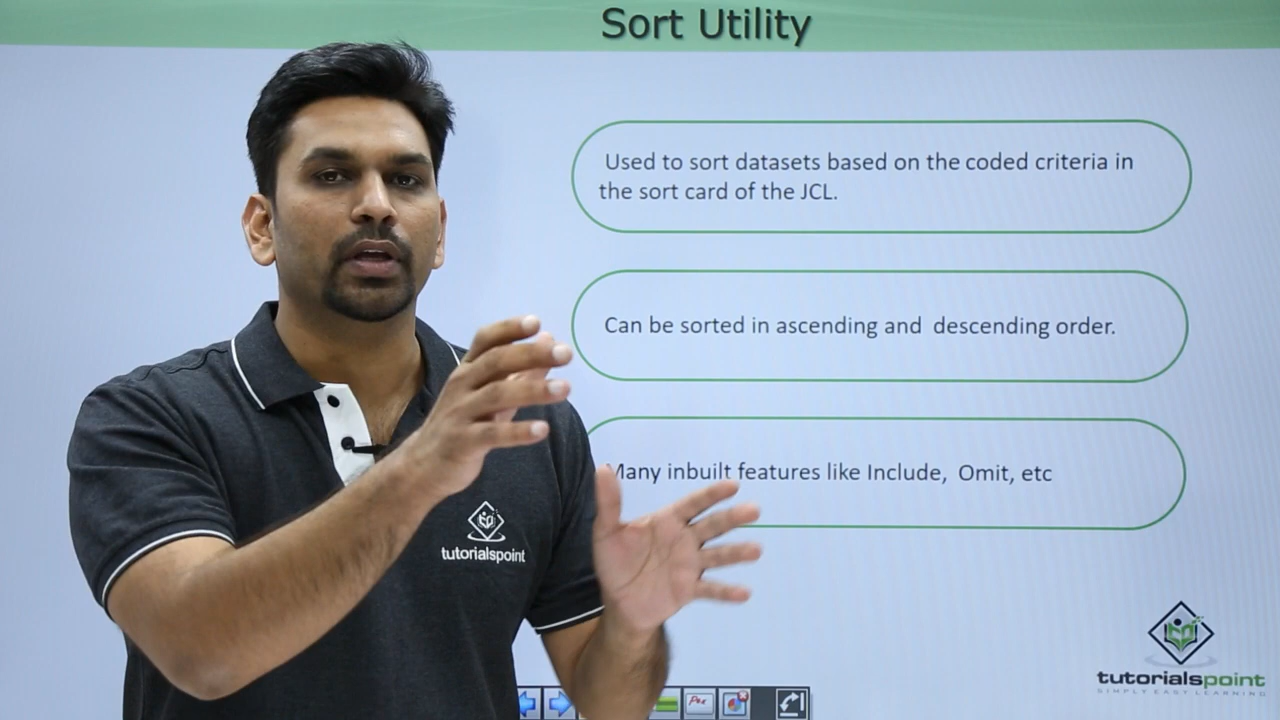 Sort Utility
Used to sort datasets based on the coded criteria in
the sort card of the JCL.
Can be sorted in ascending and descending order.
Many inbuilt features like Include, Omit, etc
tutorialspoint
tutorialspoint
SIMPLY EASY LEARNING
Pen